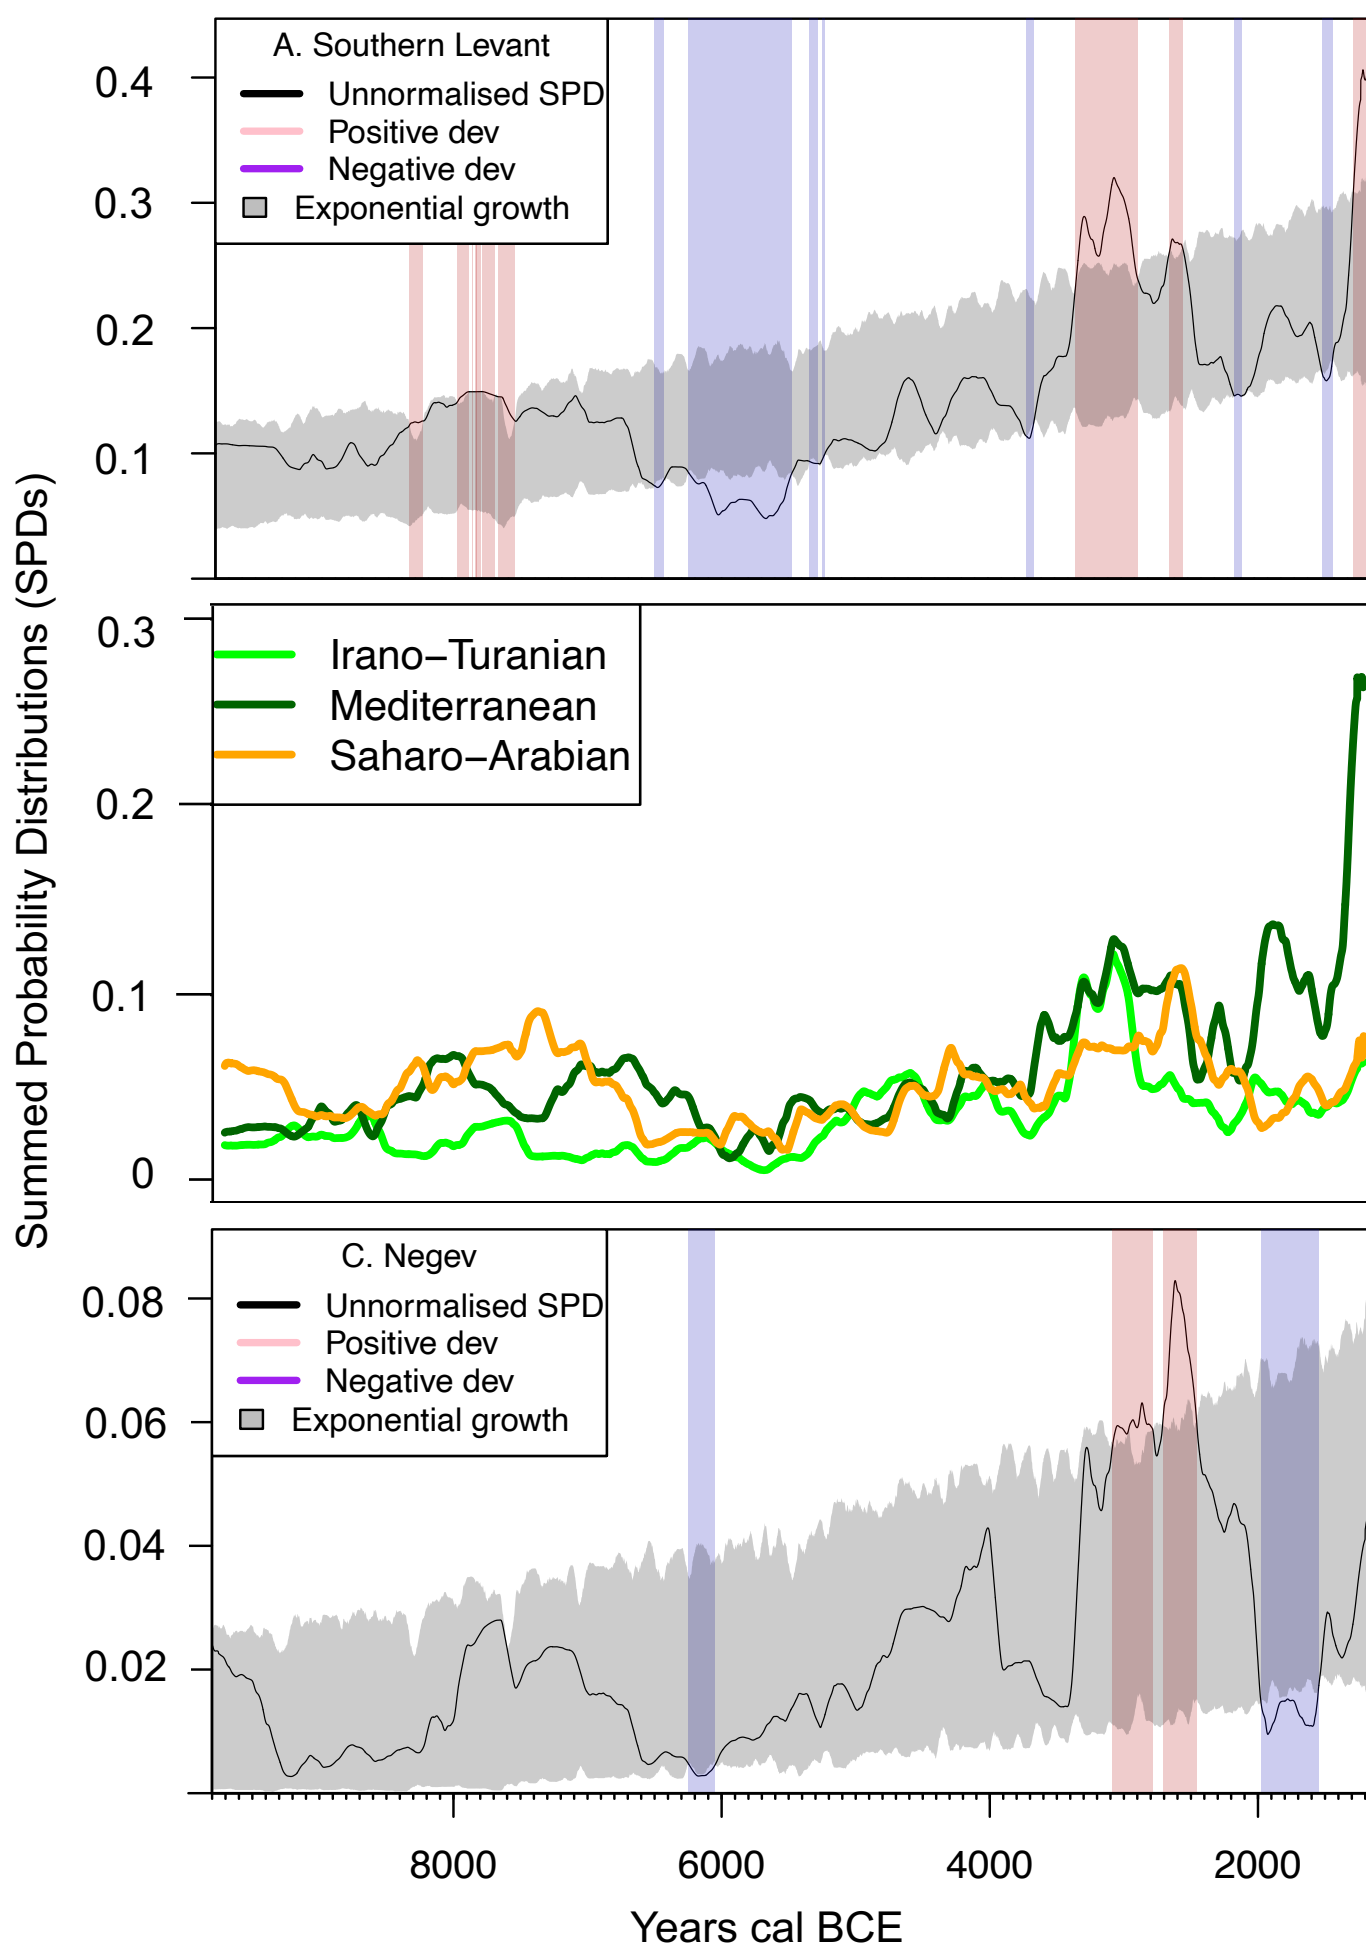 Summed Probability Distributions (SPDs)
A. Southern Levant
Unnormalised SPD
Positive dev
Negative dev
Exponential growth
0.4
0.3
0.2
0.1
Irano−Turanian
Mediterranean
Saharo−Arabian
0.3
0.2
0.1
0
C. Negev
Unnormalised SPD
Positive dev
Negative dev
Exponential growth
0.08
0.06
0.04
0.02
8000 6000 4000 2000
Years cal BCE